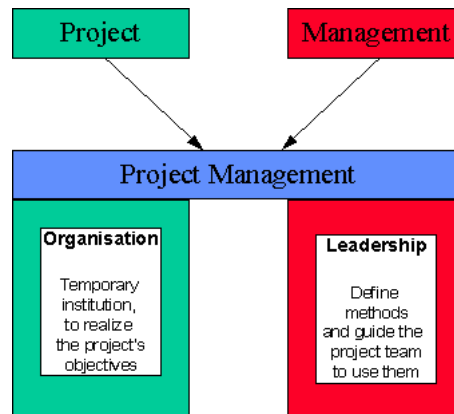 Project
Management
Project Management
Organisation
Temporary
institution,
to realize
the project's
objectives
Leadership
Define
methods
and guide the
project team
to use them